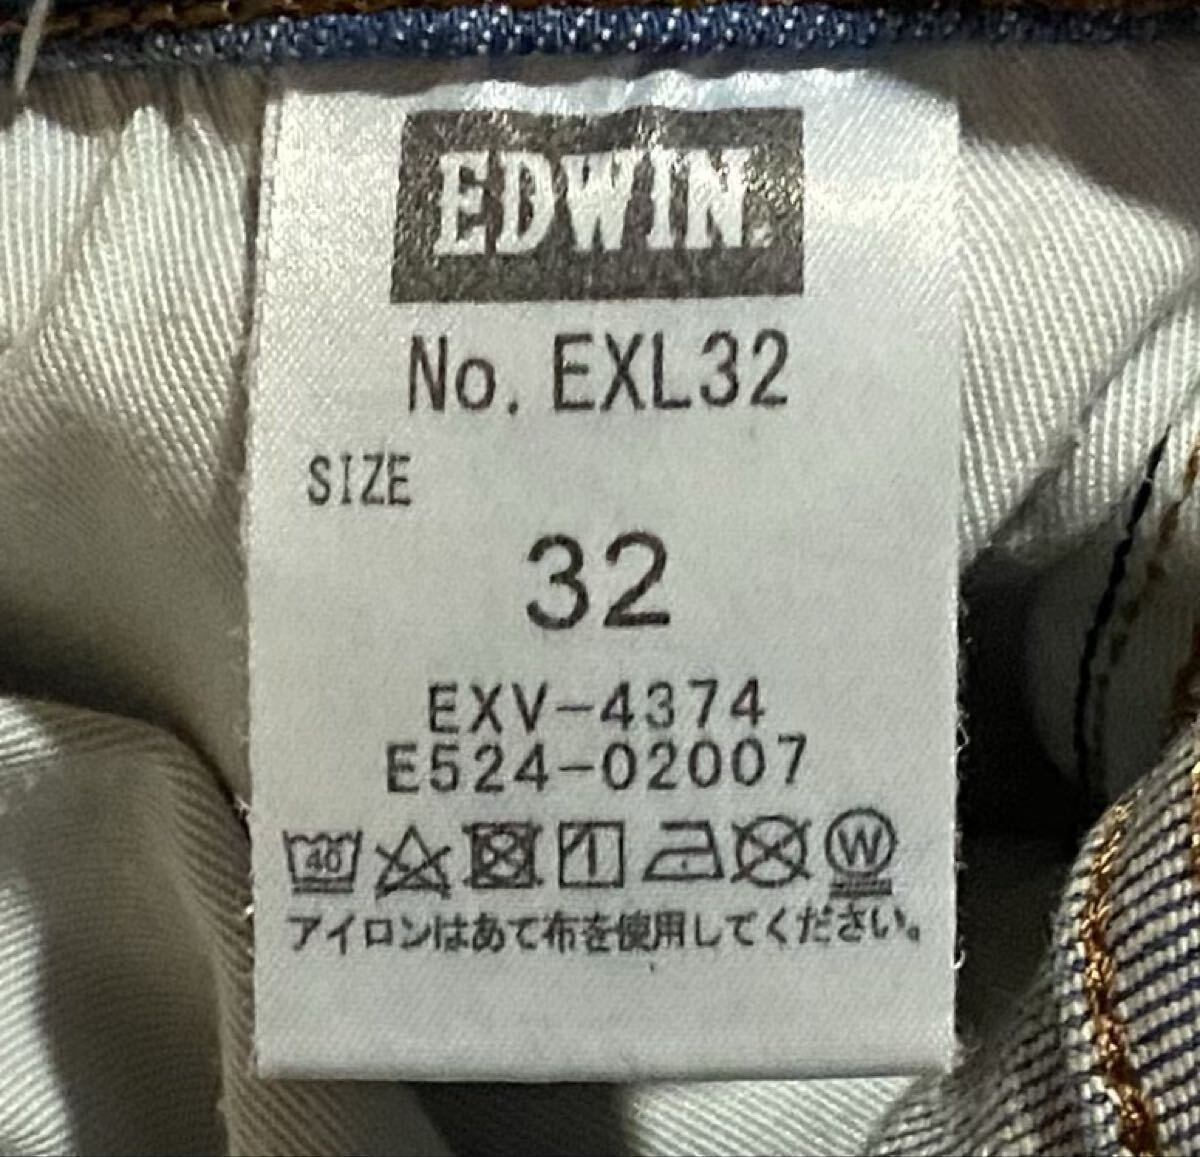 EDWIN.
No. EXL32
SIZE
32
EXV-4374
E524-02007
40 W
アイロンはあて布を使用してください。